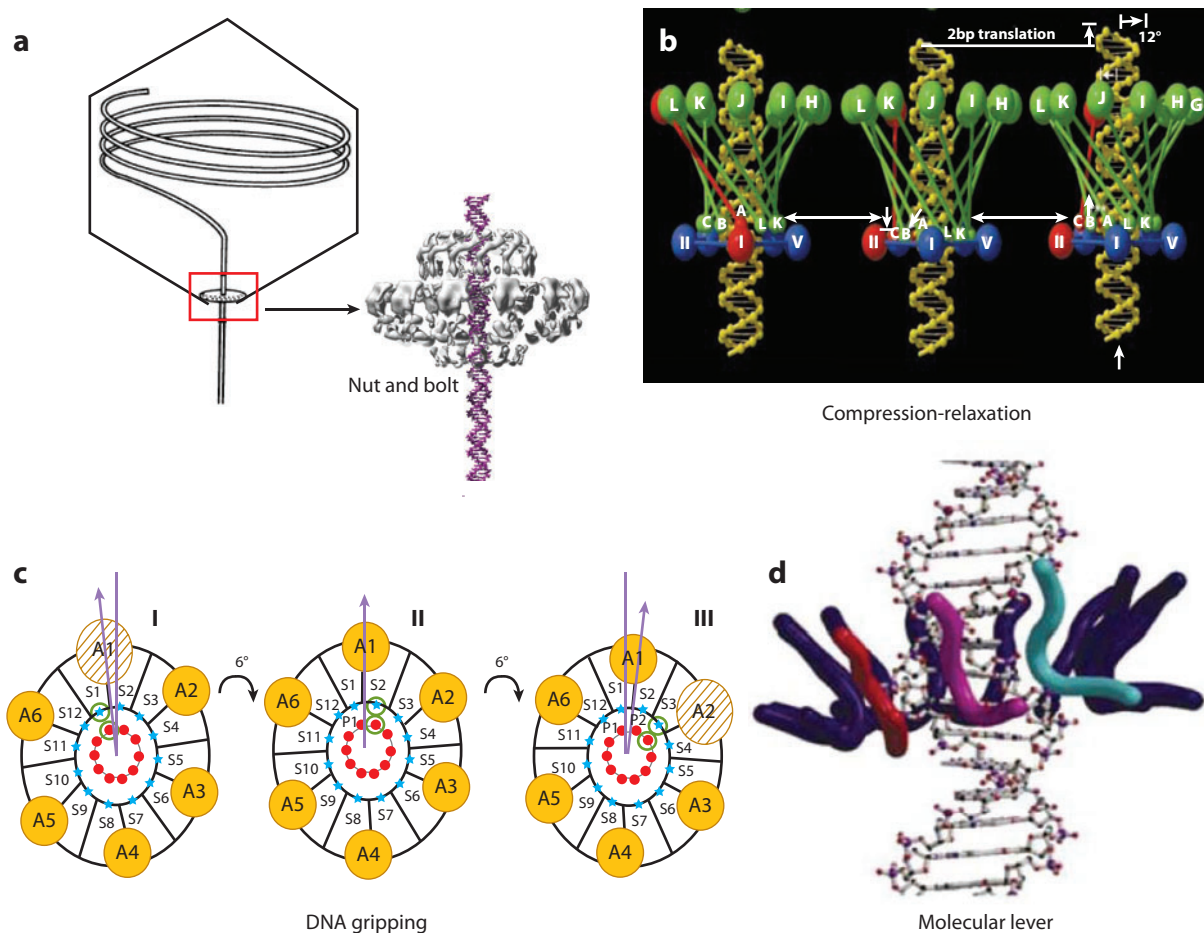 a
Nut and bolt
b
2bp translation
12°
L K J I H
L K J I H
L K J I H G
C B A L K
II I V
C B A L K
II I V
C B A L K
II I V
Compression-relaxation
c
I
A1
S1 S2
S12 S3
A6 A2
S11 S4
S10 S5
S9 S6
A5 A3
S8 S7
A4
6°
II
A1
S1 S2
S12 P1 S3
A6 A2
S11 S4
S10 S5
S9 S6
A5 A3
S8 S7
A4
6°
III
A1
S1 S2
S12 P1 P2 S3
A6 A2
S11 S4
S10 S5
S9 S6
A5 A3
S8 S7
A4
DNA gripping
d
Molecular lever